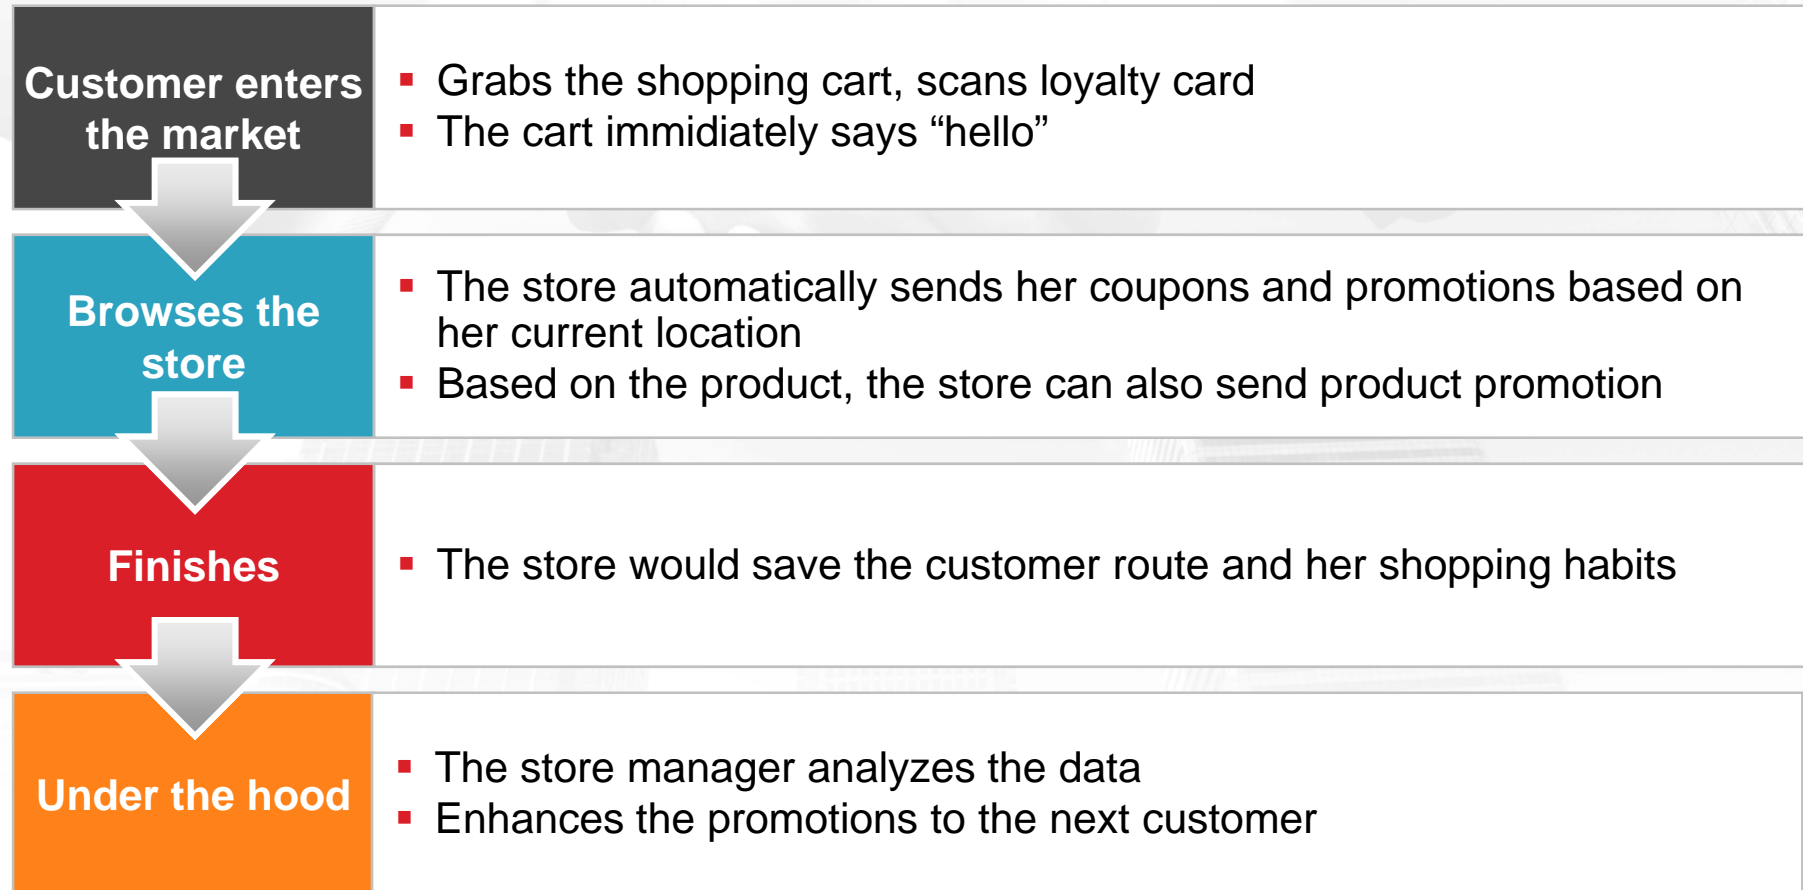 Customer enters
the market
▪ Grabs the shopping cart, scans loyalty card
▪ The cart immidiately says “hello”
Browses the
store
▪ The store automatically sends her coupons and promotions based on
her current location
▪ Based on the product, the store can also send product promotion
Finishes
▪ The store would save the customer route and her shopping habits
Under the hood
▪ The store manager analyzes the data
▪ Enhances the promotions to the next customer